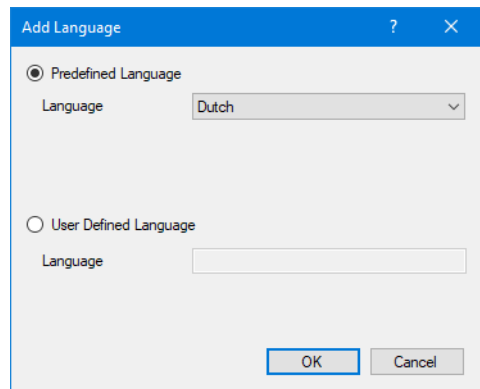 Add Language
Predefined Language
Language Dutch
User Defined Language
Language
OK Cancel